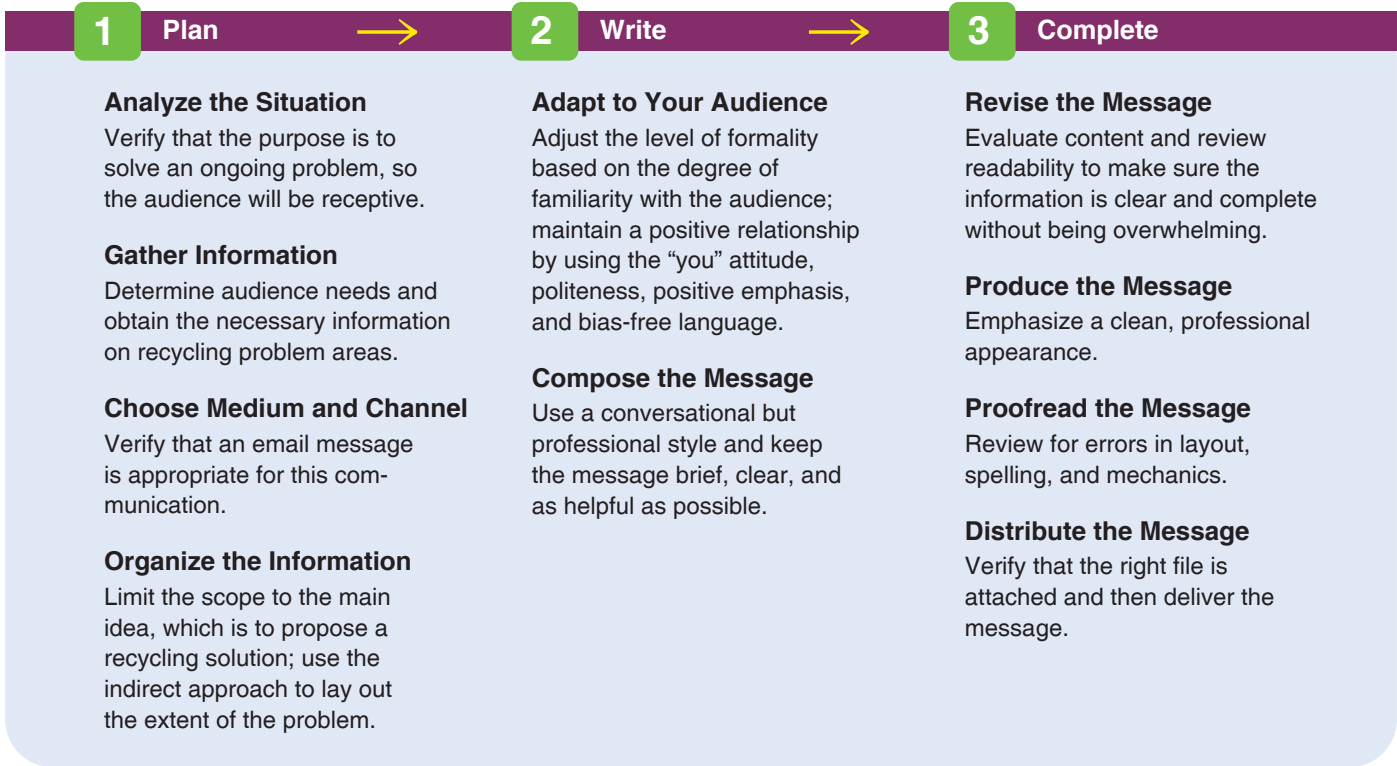 1 Plan → 2 Write → 3 Complete
Analyze the Situation
Verify that the purpose is to
solve an ongoing problem, so
the audience will be receptive.
Gather Information
Determine audience needs and
obtain the necessary information
on recycling problem areas.
Choose Medium and Channel
Verify that an email message
is appropriate for this com-
munication.
Organize the Information
Limit the scope to the main
idea, which is to propose a
recycling solution; use the
indirect approach to lay out
the extent of the problem.
Adapt to Your Audience
Adjust the level of formality
based on the degree of
familiarity with the audience;
maintain a positive relationship
by using the “you” attitude,
politeness, positive emphasis,
and bias-free language.
Compose the Message
Use a conversational but
professional style and keep
the message brief, clear, and
as helpful as possible.
Revise the Message
Evaluate content and review
readability to make sure the
information is clear and complete
without being overwhelming.
Produce the Message
Emphasize a clean, professional
appearance.
Proofread the Message
Review for errors in layout,
spelling, and mechanics.
Distribute the Message
Verify that the right file is
attached and then deliver the
message.